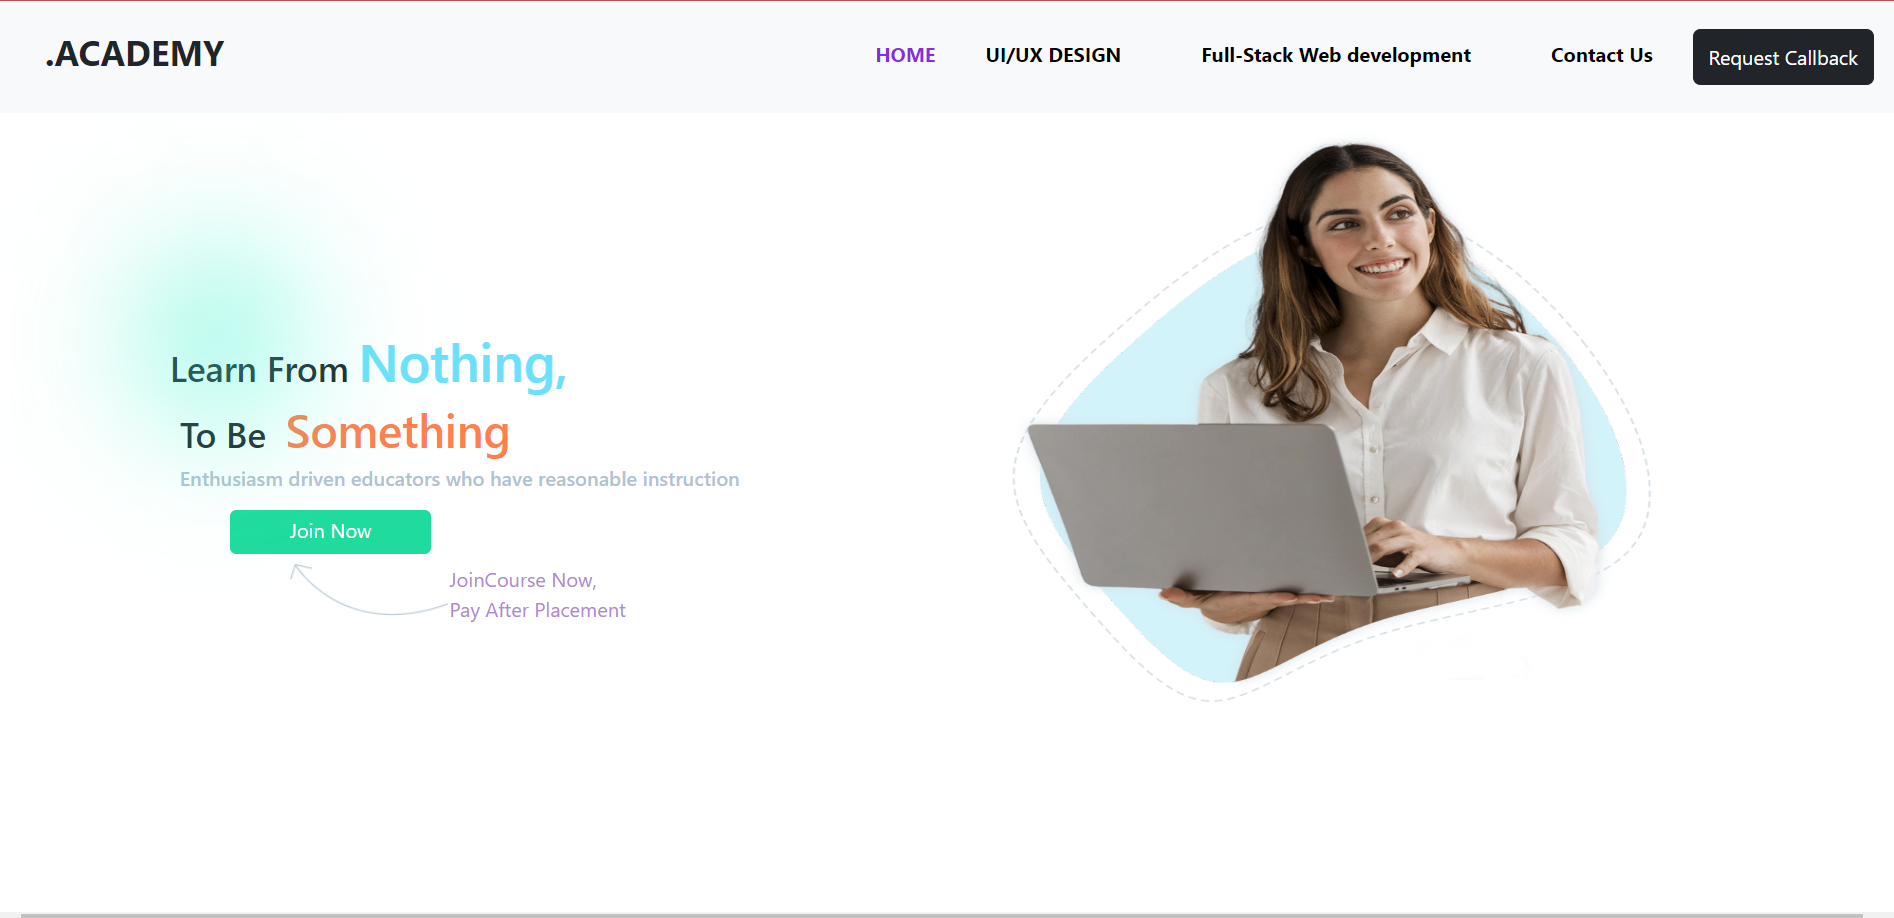 .ACADEMY
HOME
UI/UX DESIGN
Full-Stack Web development
Contact Us
Request Callback
Learn From Nothing,
To Be Something
Enthusiasm driven educators who have reasonable instruction
Join Now
JoinCourse Now,
Pay After Placement